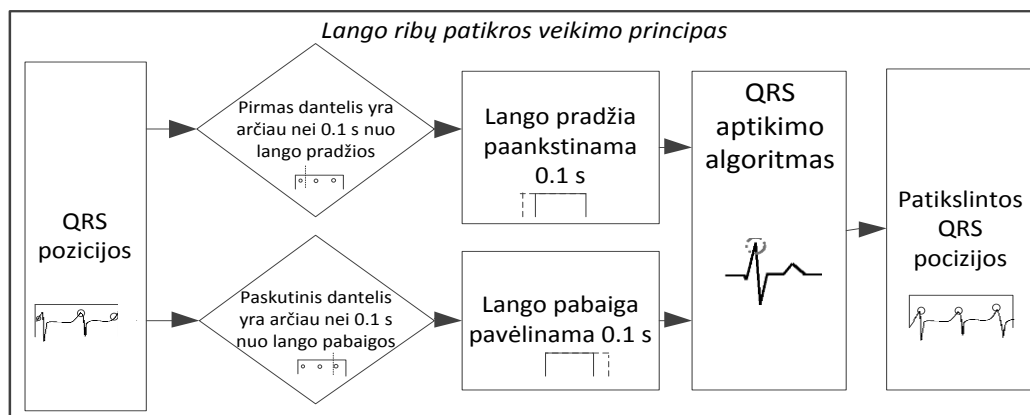 Lango ribų patikros veikimo principas
QRS
pozicijos
Pirmas dantelis yra
arčiau nei 0.1 s nuo
lango pradžios
Lango pradžia
paankstinama
0.1 s
Paskutinis dantelis
yra arčiau nei 0.1 s
nuo lango pabaigos
Lango pabaiga
pavėlinama 0.1 s
QRS
aptikimo
algoritmas
Patikslintos
QRS
pocizijos